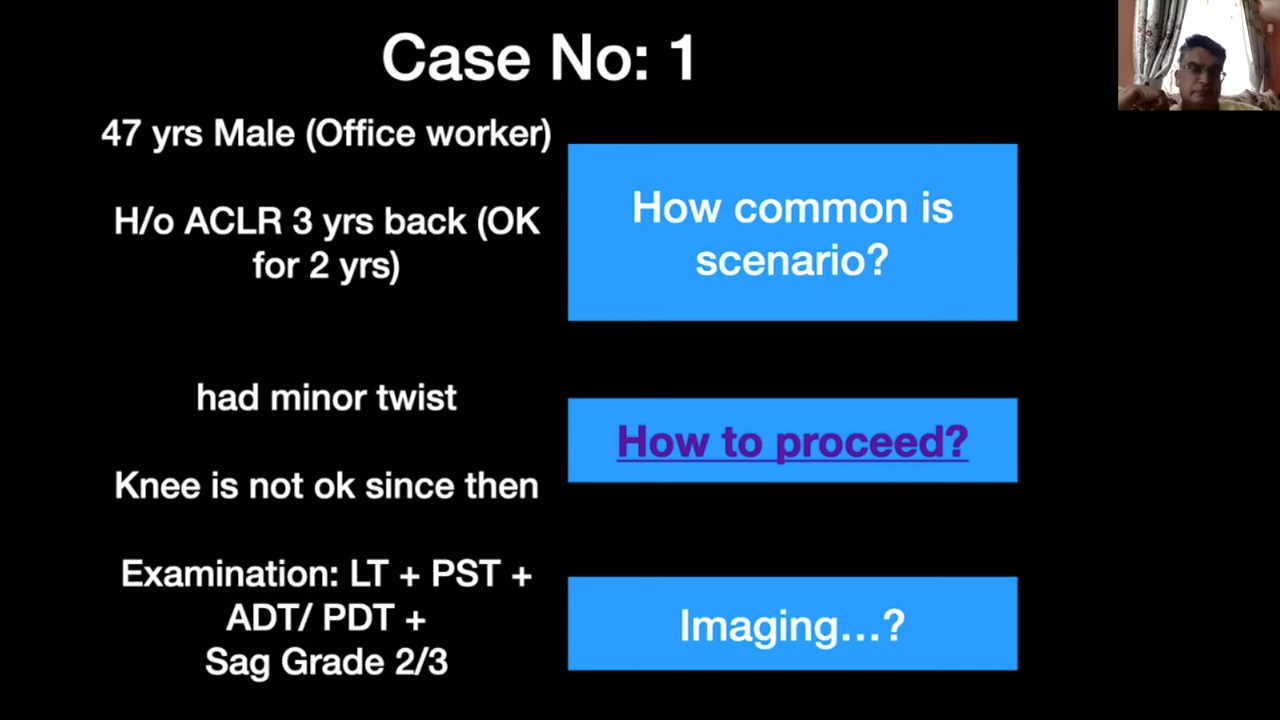 Case No: 1
47 yrs Male (Office worker)
H/o ACLR 3 yrs back (OK
for 2 yrs)
had minor twist
Knee is not ok since then
Examination: LT + PST +
ADT/ PDT +
Sag Grade 2/3
How common is
scenario?
How to proceed?
Imaging...?